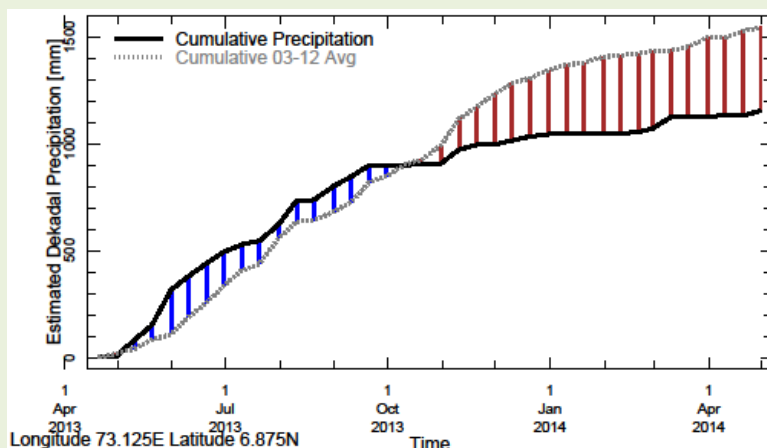 Cumulative Precipitation
Cumulative 03-12 Avg
Estimated Dekadal Precipitation [mm]
1500
1000
500
0
1 1 1 1 1
Apr Jul Oct Jan Apr
2013 2013 2013 2014 2014
Longitude 73.125E Latitude 6.875N Time